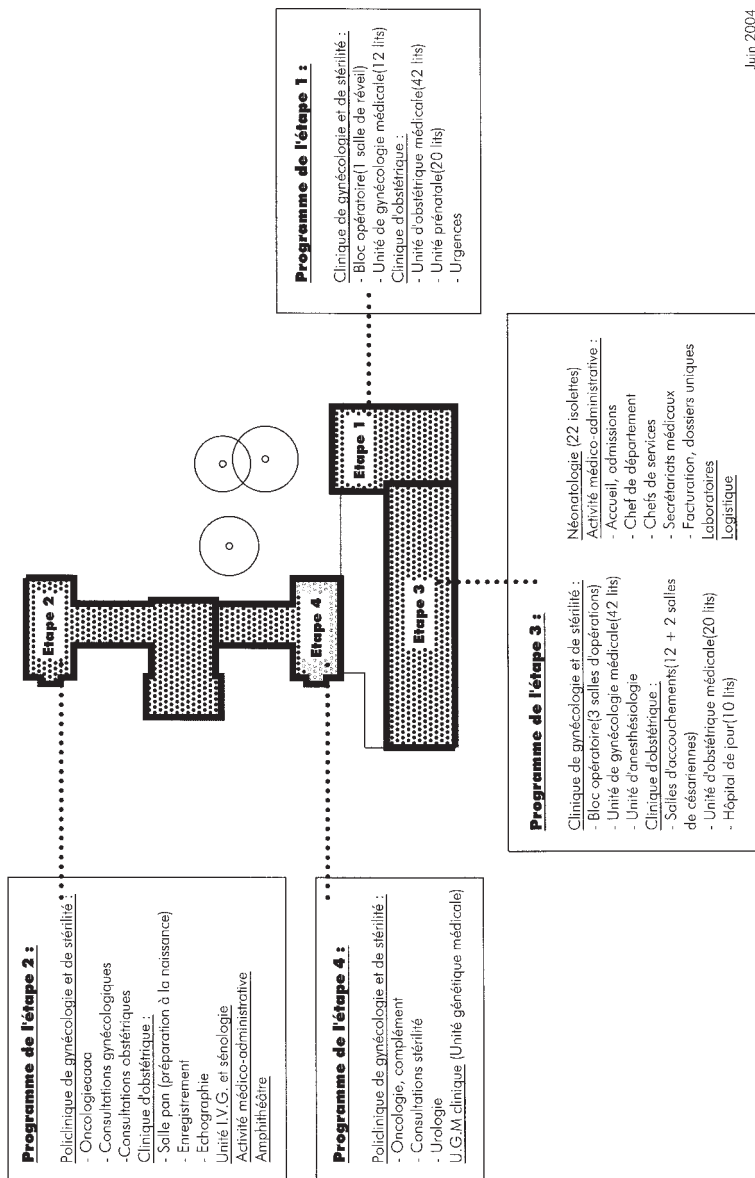 Programme de l'étape 2 :
Policlinique de gynécologie et de stérilité :
- Oncologieaaaa
- Consultations gynécologiques
-Consultations obstétriques
Clinique d'obstétrique :
- Salle pan (préparation à la naissance)
- Enregistrement
- Echographie
Unité I.V.G. et sénologie
Activité médico-administrative
Amphithéâtre
Programme de l'étape 4 :
Policlinique de gynécologie et de stérilité :
- Oncologie, complément
- Consultations stérilité
- Urologie
U.G.M clinique (Unité génétique médicale)
Etape 2
Etape 4
Etape 3
Etape 1
Programme de l'étape 1 :
Clinique de gynécologie et de stérilité :
- Bloc opératoire(1 salle de réveil)
- Unité de gynécologie médicale(12 lits)
Clinique d'obstétrique :
- Unité d'obstétrique médicale(42 lits)
- Unité prénatale(20 lits)
- Urgences
Programme de l'étape 3 :
Clinique de gynécologie et de stérilité :
- Bloc opératoire(3 salles d'opérations)
- Unité de gynécologie médicale(42 lits)
- Unité d'anesthésiologie
Clinique d'obstétrique :
- Salles d'accouchements(12 + 2 salles
de césariennes)
- Unité d'obstétrique médicale(20 lits)
- Hôpital de jour(10 lits)
Néonatologie (22 isolettes)
Activité médico-administrative :
- Accueil, admissions
- Chef de département
- Chefs de services
- Secrétariats médicaux
- Facturation, dossiers uniques
Laboratoires
Logistique
Juin 2004